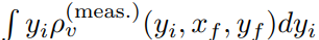 ∫ y_i ρ_v^{(meas.)}(y_i, x_f, y_f) dy_i